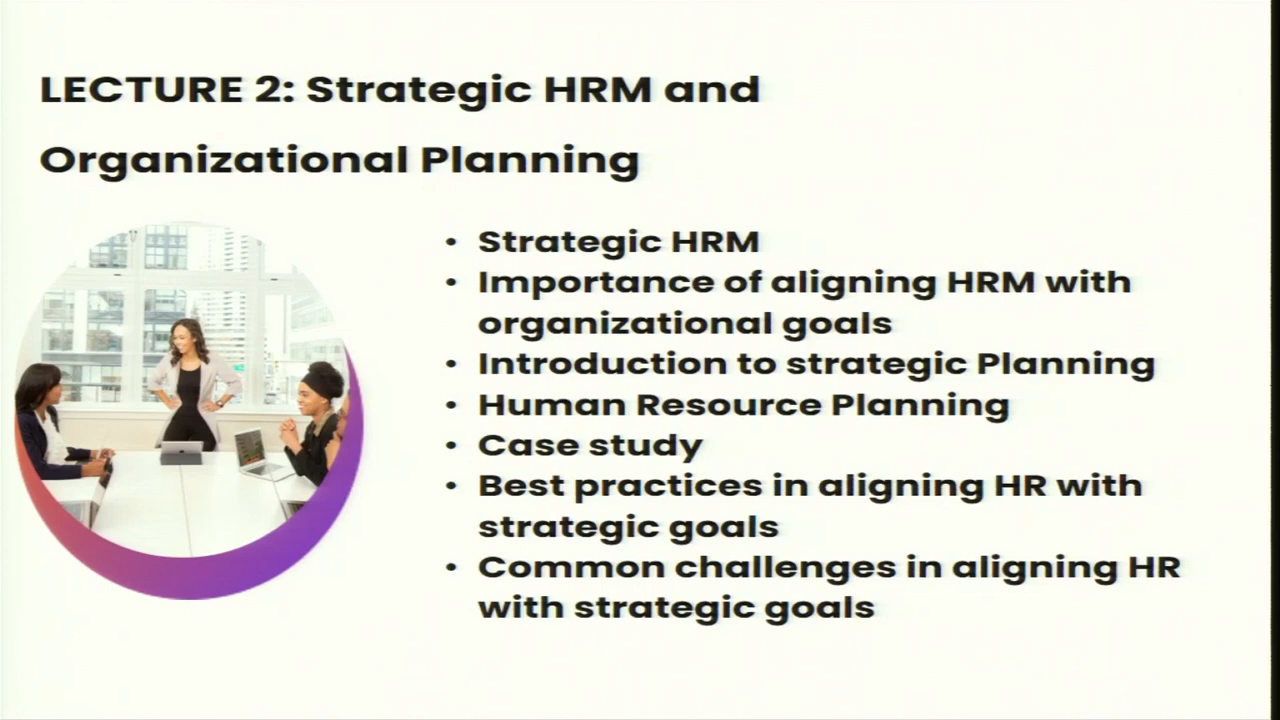 LECTURE 2: Strategic HRM and
Organizational Planning
• Strategic HRM
• Importance of aligning HRM with
organizational goals
• Introduction to strategic Planning
• Human Resource Planning
• Case study
• Best practices in aligning HR with
strategic goals
• Common challenges in aligning HR
with strategic goals